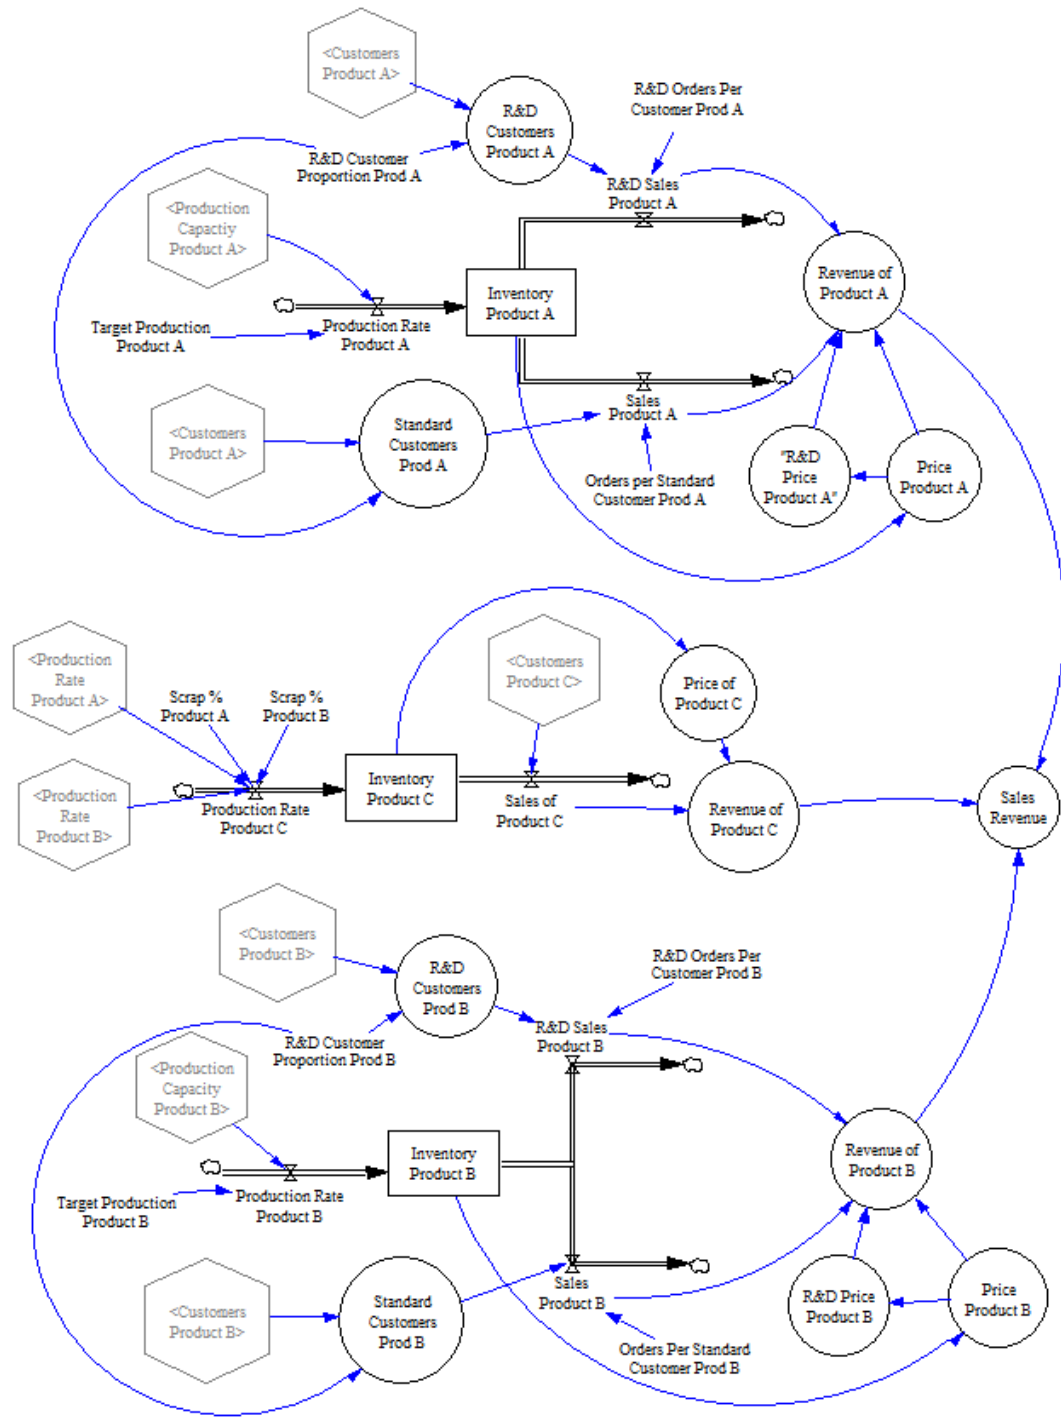 <Customers
Product A>
R&D
Customers
Product A
R&D Orders Per
Customer Prod A
R&D Customer
Proportion Prod A
R&D Sales
Product A
<Production
Capactiy
Product A>
Revenue of
Product A
Inventory
Product A
Target Production
Product A
Production Rate
Product A
Sales
Product A
<Customers
Product A>
Standard
Customers
Prod A
"R&D
Price
Product A"
Price
Product A
Orders per Standard
Customer Prod A
<Production
Rate
Product A>
<Customers
Product C>
Price of
Product C
Scrap %
Product A
Scrap %
Product B
Inventory
Product C
<Production
Rate
Product B>
Production Rate
Product C
Sales of
Product C
Revenue of
Product C
Sales
Revenue
<Customers
Product B>
R&D
Customers
Prod B
R&D Orders Per
Customer Prod B
R&D Customer
Proportion Prod B
R&D Sales
Product B
<Production
Capacity
Product B>
Inventory
Product B
Revenue of
Product B
Target Production
Product B
Production Rate
Product B
Sales
Product B
<Customers
Product B>
Standard
Customers
Prod B
R&D Price
Product B
Price
Product B
Orders Per Standard
Customer Prod B